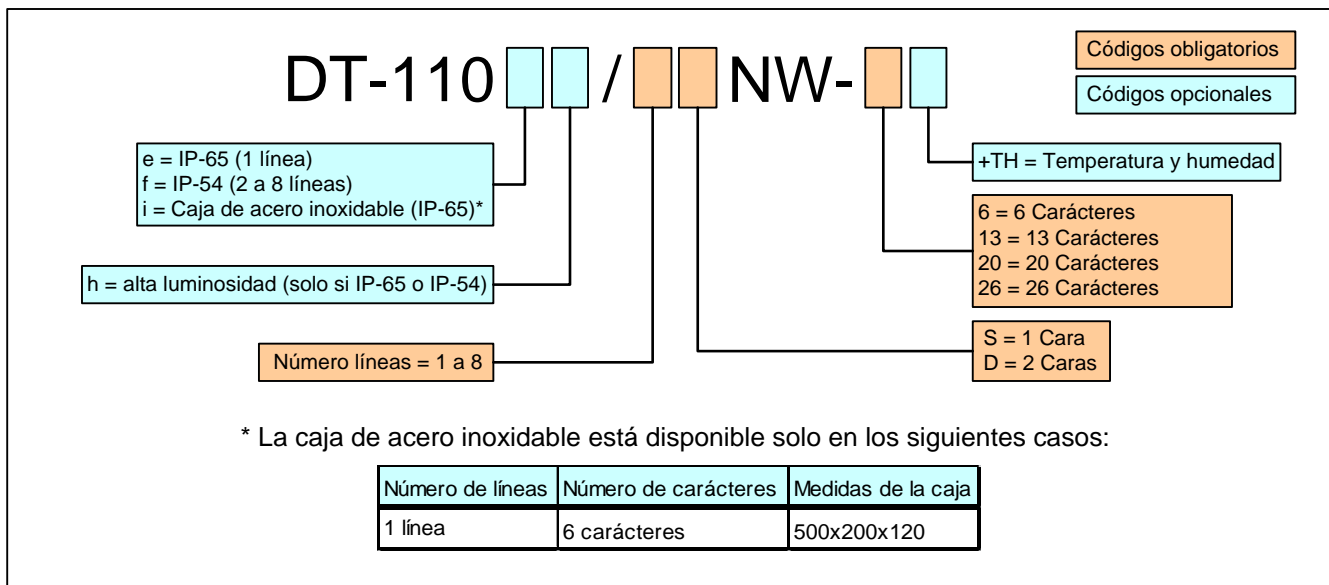 DT-110 / NW-
Códigos obligatorios
Códigos opcionales
e = IP-65 (1 línea)
f = IP-54 (2 a 8 líneas)
i = Caja de acero inoxidable (IP-65)*
+TH = Temperatura y humedad
6 = 6 Carácteres
13 = 13 Carácteres
20 = 20 Carácteres
26 = 26 Carácteres
h = alta luminosidad (solo si IP-65 o IP-54)
Número líneas = 1 a 8
S = 1 Cara
D = 2 Caras
* La caja de acero inoxidable está disponible solo en los siguientes casos:
Número de líneas Número de carácteres Medidas de la caja
1 línea 6 carácteres 500x200x120